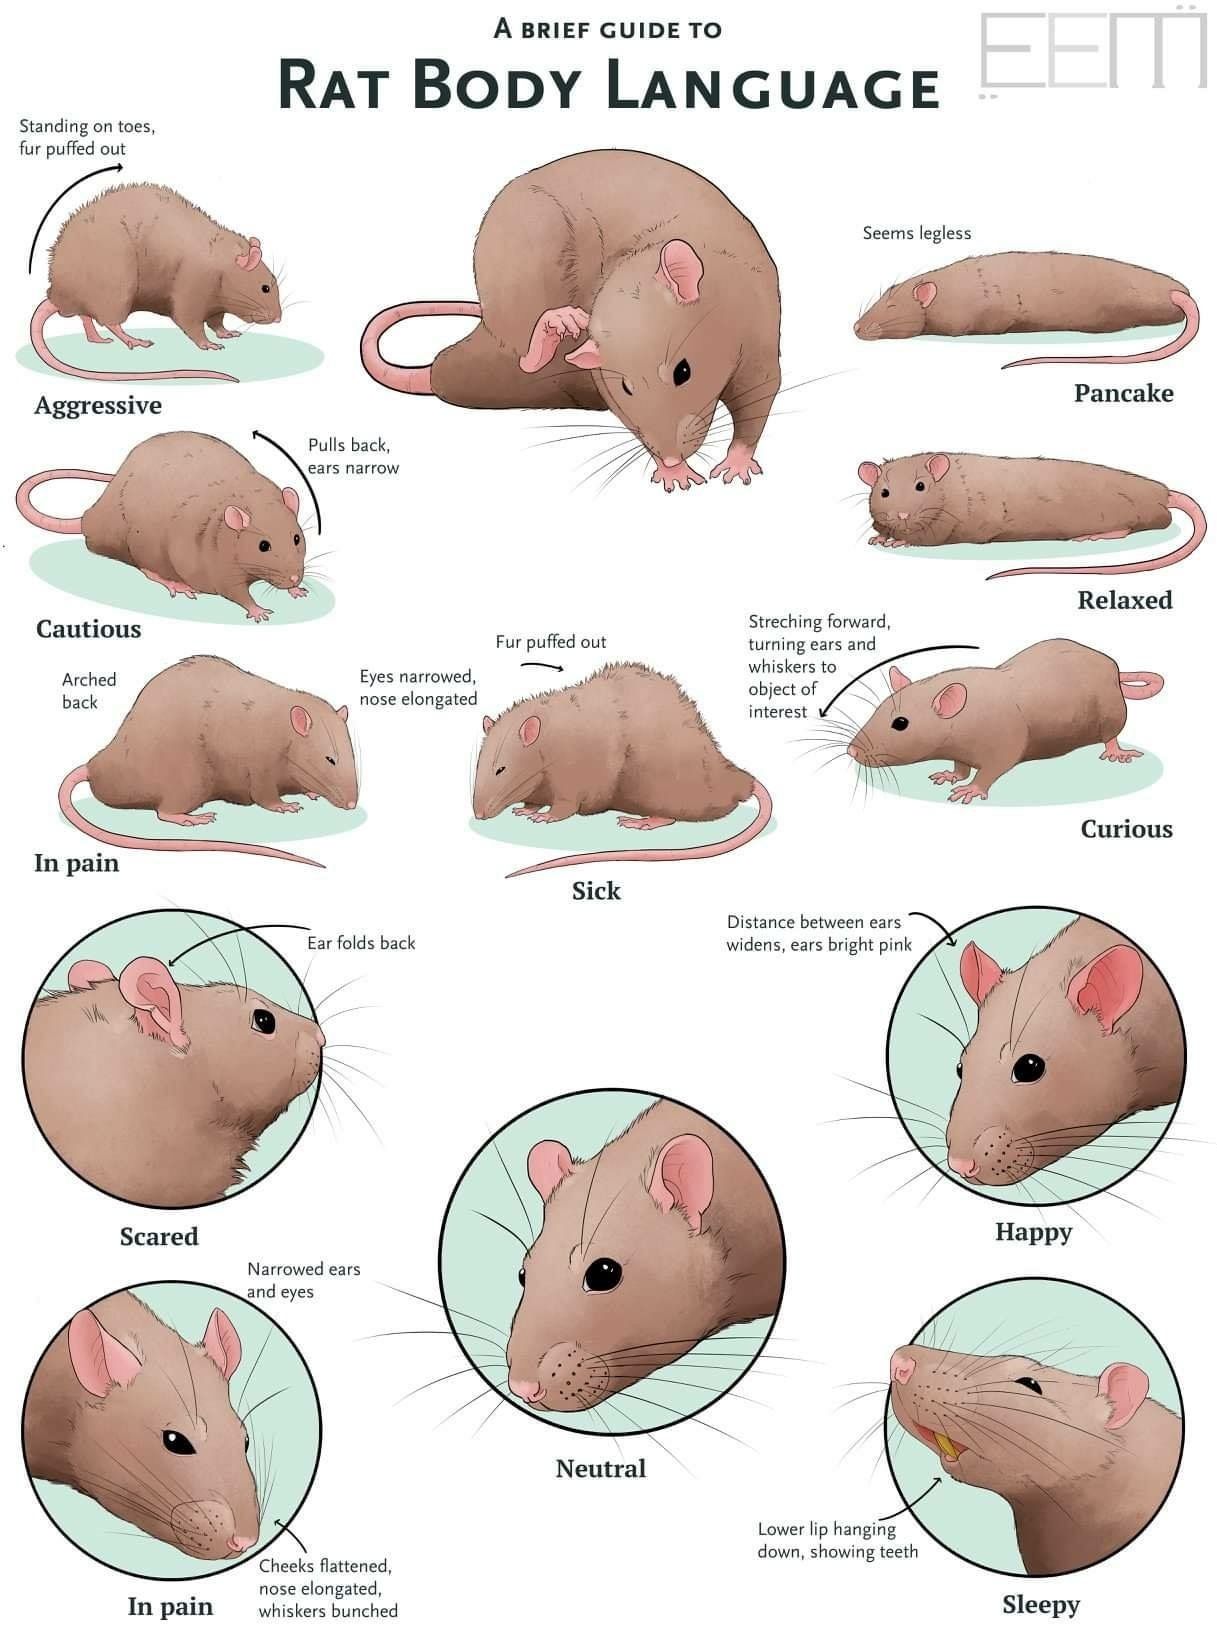 A BRIEF GUIDE TO
RAT BODY LANGUAGE
EEM
Standing on toes,
fur puffed out
Aggressive
Seems legless
Pancake
Pulls back,
ears narrow
Cautious
Relaxed
Arched
back
In pain
Eyes narrowed,
nose elongated
Fur puffed out
Sick
Streching forward,
turning ears and
whiskers to
object of
interest
Curious
Ear folds back
Scared
Distance between ears
widens, ears bright pink
Happy
Neutral
Narrowed ears
and eyes
Cheeks flattened,
nose elongated,
whiskers bunched
In pain
Lower lip hanging
down, showing teeth
Sleepy